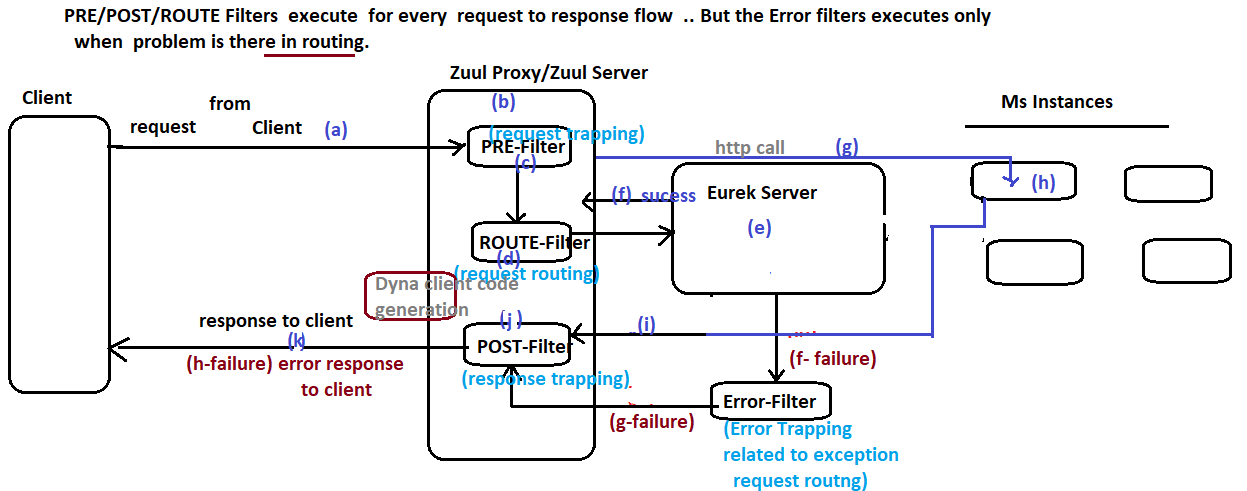 PRE/POST/ROUTE Filters execute for every request to response flow .. But the Error filters executes only
when problem is there in routing.
Zuul Proxy/Zuul Server
Client
from
request Client (a)
(b)
(request trapping)
PRE-Filter
(c)
http call (g)
Ms Instances
(h)
(f) sucess
Eurek Server
(e)
ROUTE-Filter
(d)
(request routing)
Dyna client code
generation
response to client
(k)
(h-failure) error response
to client
(j )
(i)
POST-Filter
(response trapping)
(f- failure)
Error-Filter
(g-failure)
(Error Trapping
related to exception
request routng)